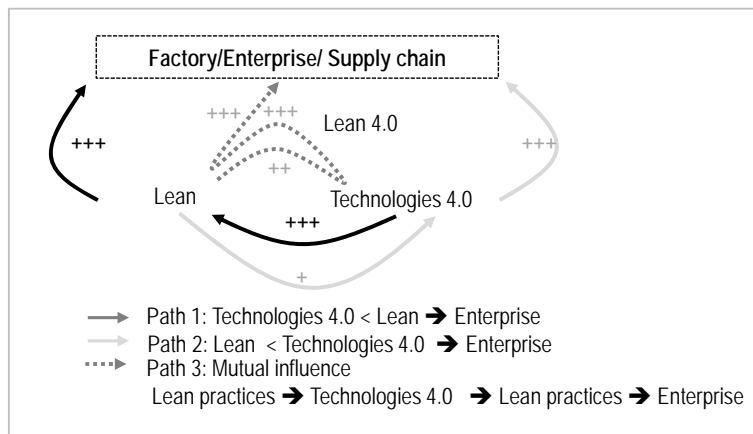 Factory/Enterprise/ Supply chain
+++ +++
Lean 4.0
+++
+++
++
Lean
Technologies 4.0
+++
+
Path 1: Technologies 4.0 < Lean ➔ Enterprise
Path 2: Lean < Technologies 4.0 ➔ Enterprise
Path 3: Mutual influence
Lean practices ➔ Technologies 4.0 ➔ Lean practices ➔ Enterprise